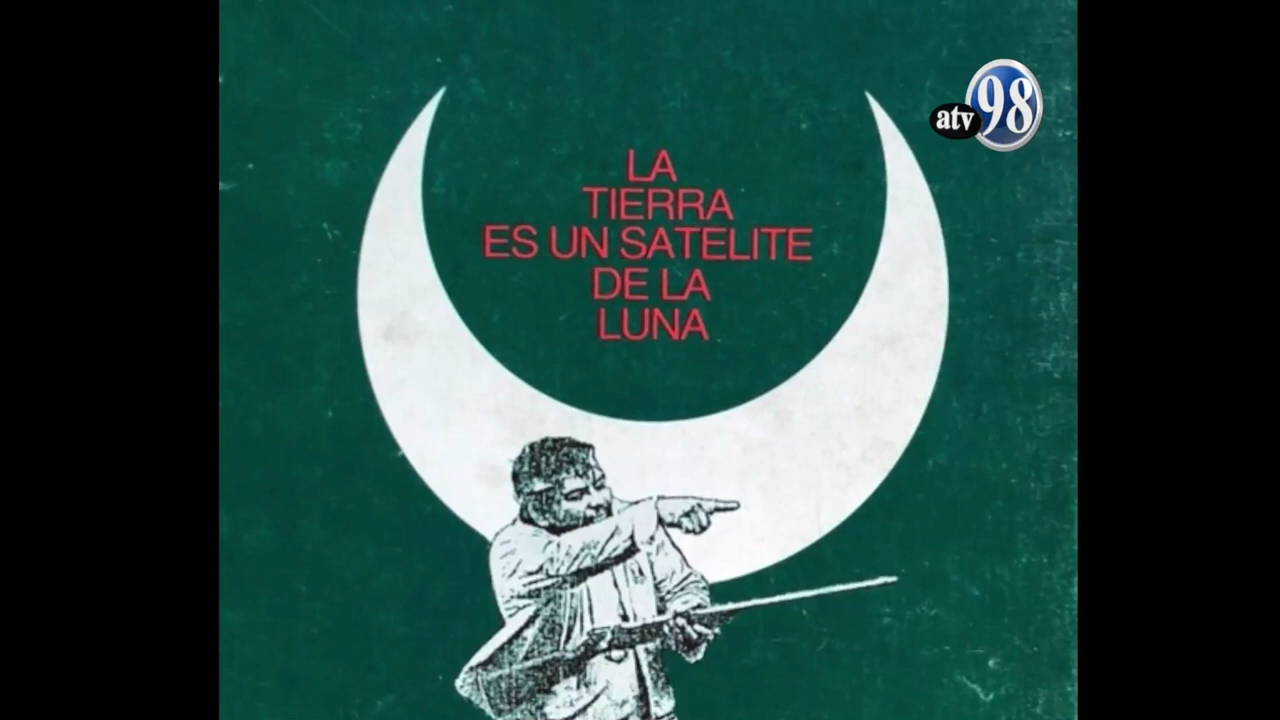 LA
TIERRA
ES UN SATELITE
DE LA
LUNA
atv 98